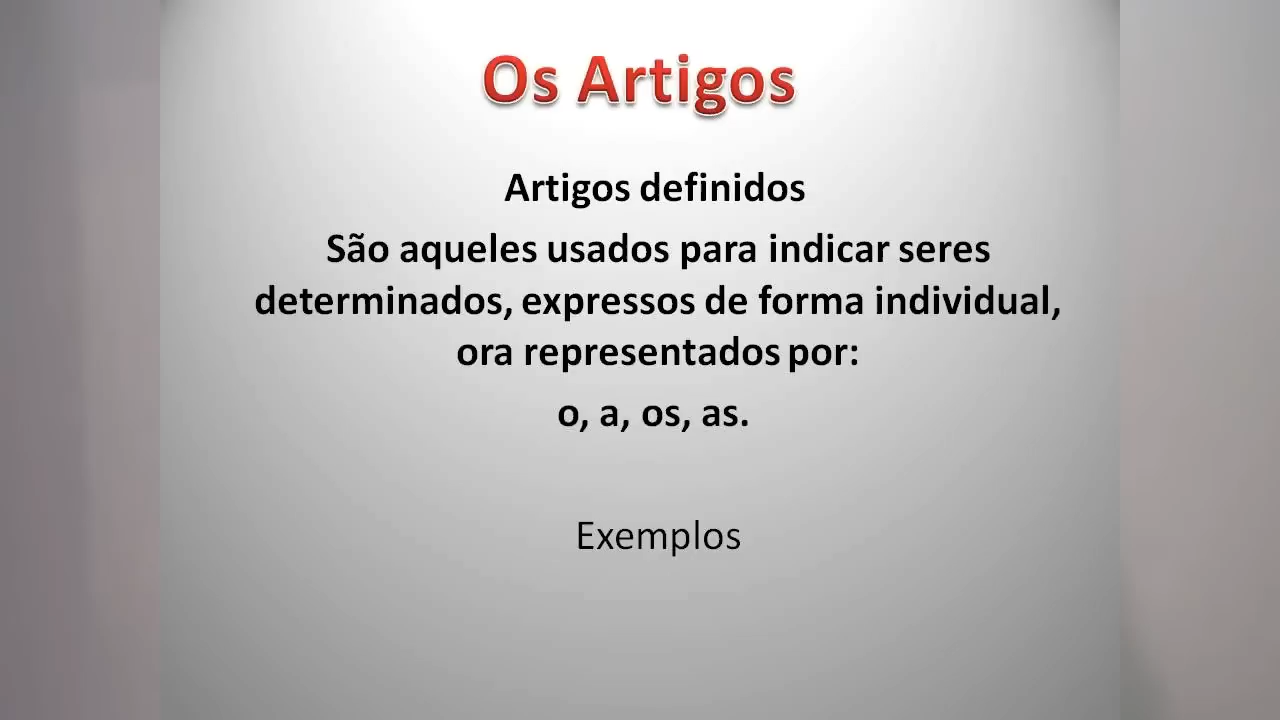 Os Artigos
Artigos definidos
São aqueles usados para indicar seres
determinados, expressos de forma individual,
ora representados por:
o, a, os, as.
Exemplos